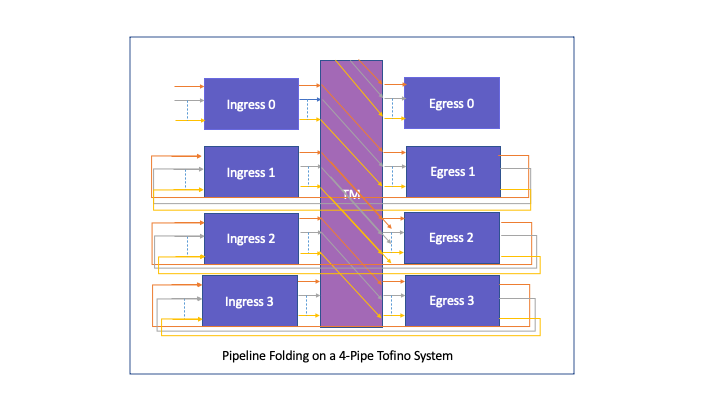 Ingress 0
Egress 0
Ingress 1
Egress 1
TM
Ingress 2
Egress 2
Ingress 3
Egress 3
Pipeline Folding on a 4-Pipe Tofino System